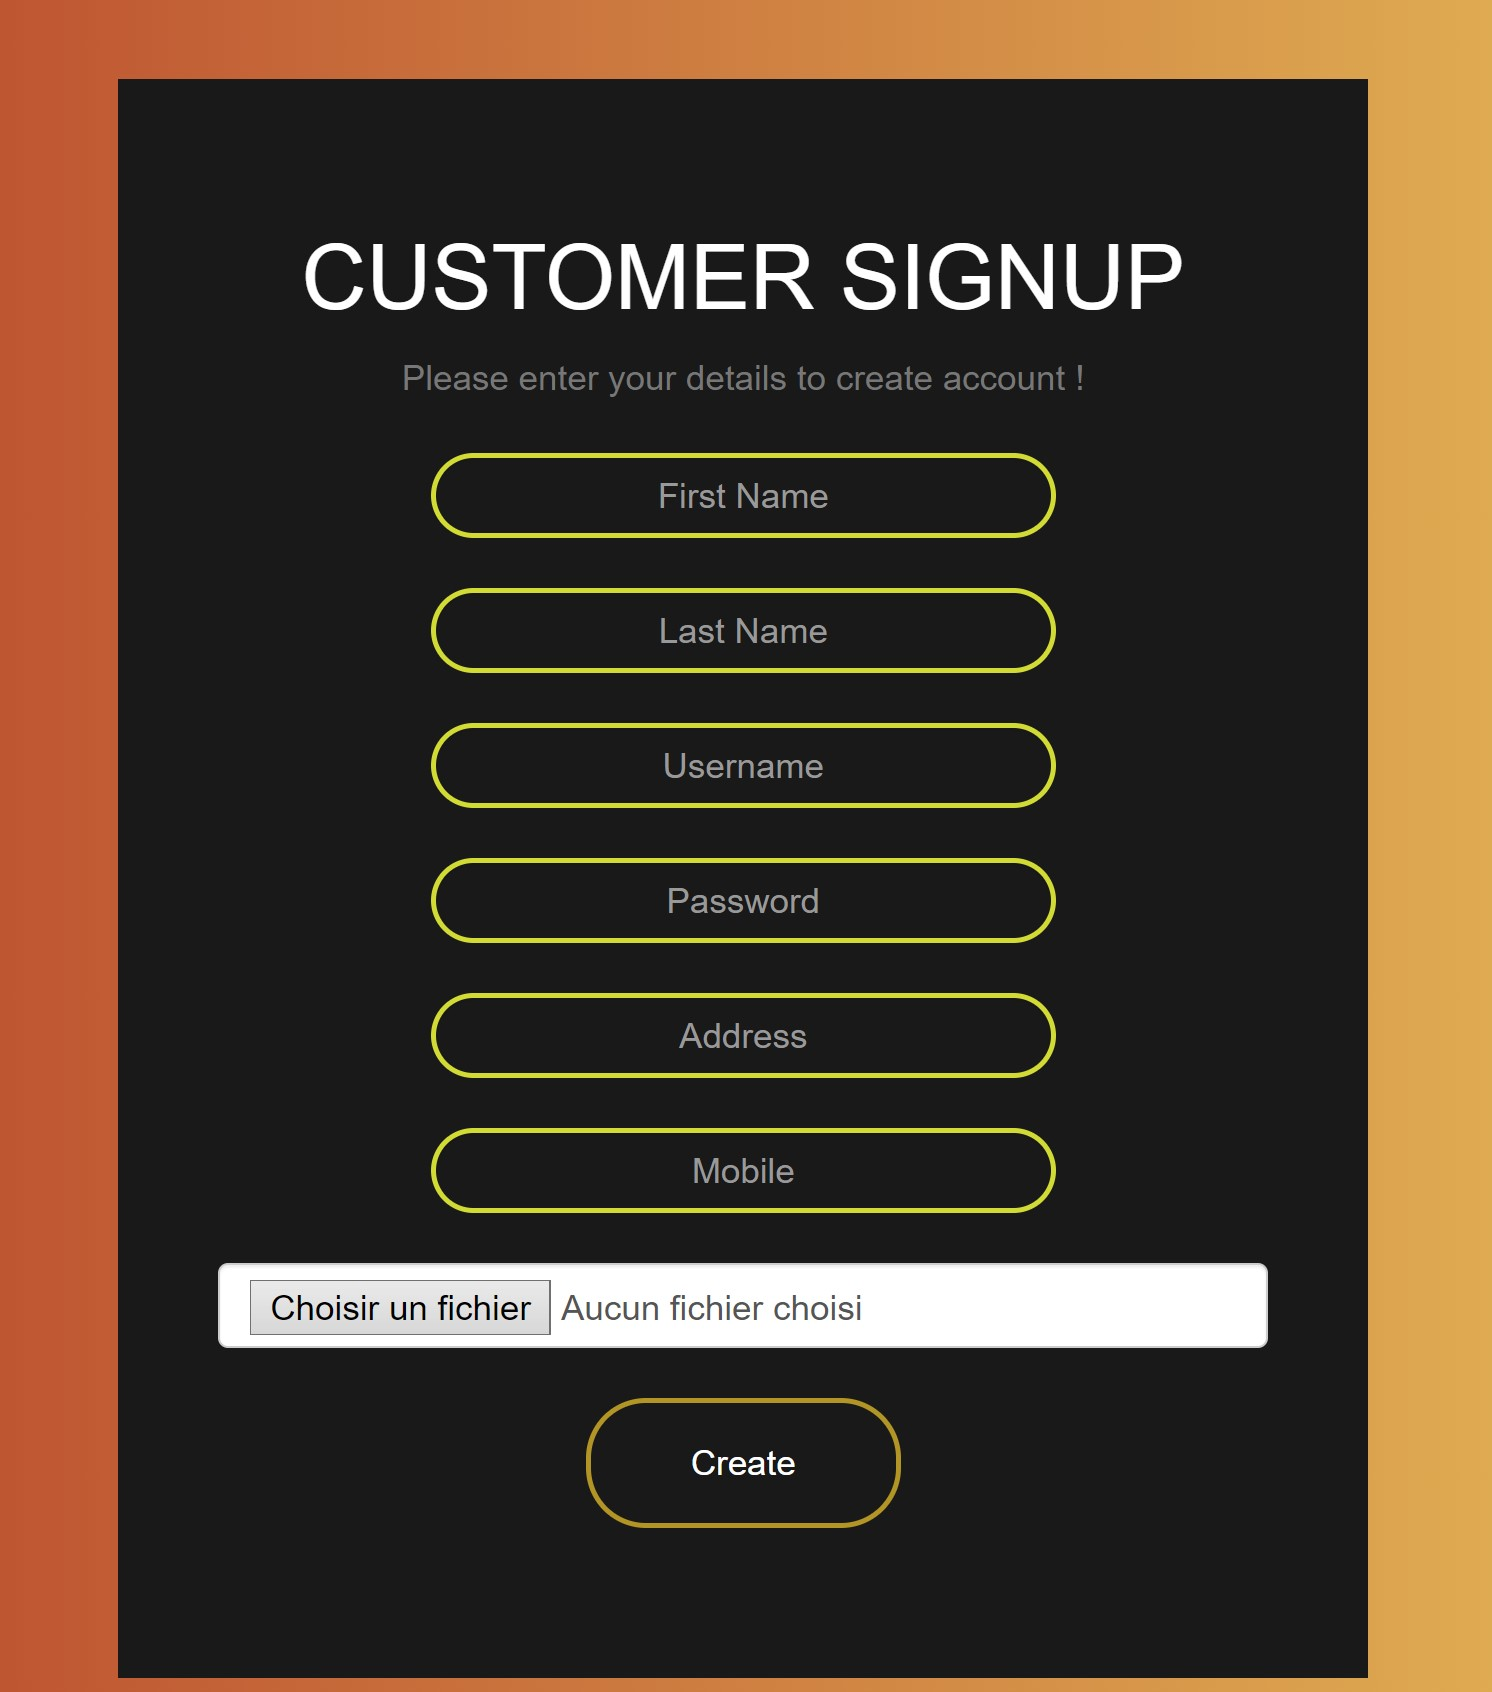 CUSTOMER SIGNUP
Please enter your details to create account !
First Name
Last Name
Username
Password
Address
Mobile
Choisir un fichier Aucun fichier choisi
Create